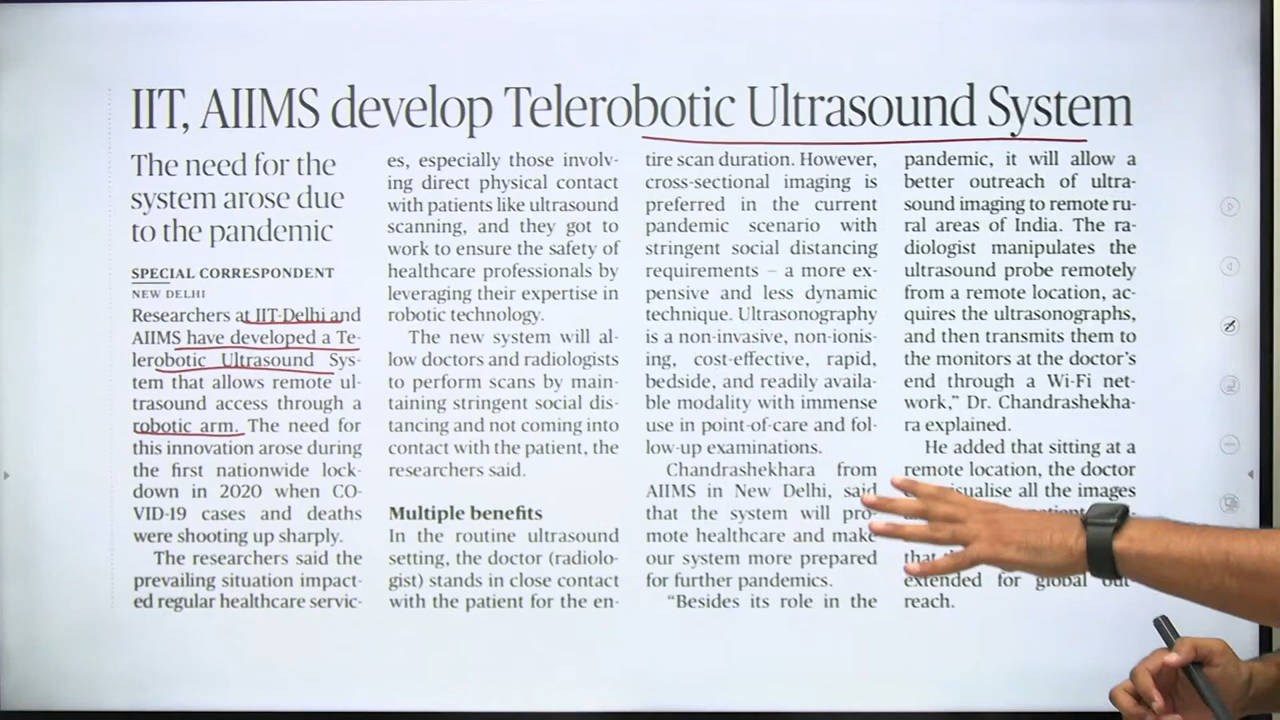 IIT, AIIMS develop Telerobotic Ultrasound System
The need for the
system arose due
to the pandemic
SPECIAL CORRESPONDENT
NEW DELHI
Researchers at IIT-Delhi and
AIIMS have developed a Te-
lerobotic Ultrasound Sys-
tem that allows remote ul-
trasound access through a
robotic arm. The need for
this innovation arose during
the first nationwide lock-
down in 2020 when CO-
VID-19 cases and deaths
were shooting up sharply.
The researchers said the
prevailing situation impact-
ed regular healthcare servic-
es, especially those involv-
ing direct physical contact
with patients like ultrasound
scanning, and they got to
work to ensure the safety of
healthcare professionals by
leveraging their expertise in
robotic technology.
The new system will al-
low doctors and radiologists
to perform scans by main-
taining stringent social dis-
tancing and not coming into
contact with the patient, the
researchers said.
Multiple benefits
In the routine ultrasound
setting, the doctor (radiolo-
gist) stands in close contact
with the patient for the en-
tire scan duration. However,
cross-sectional imaging is
preferred in the current
pandemic scenario with
stringent social distancing
requirements – a more ex-
pensive and less dynamic
technique. Ultrasonography
is a non-invasive, non-ionis-
ing, cost-effective, rapid,
bedside, and readily availa-
ble modality with immense
use in point-of-care and fol-
low-up examinations.
Chandrashekhara from
AIIMS in New Delhi, said
that the system will pro-
mote healthcare and make
our system more prepared
for further pandemics.
“Besides its role in the
pandemic, it will allow a
better outreach of ultra-
sound imaging to remote ru-
ral areas of India. The ra-
diologist manipulates the
ultrasound probe remotely
from a remote location, ac-
quires the ultrasonographs,
and then transmits them to
the monitors at the doctor’s
end through a Wi-Fi net-
work,” Dr. Chandrashekha-
ra explained.
He added that sitting at a
remote location, the doctor
visualise all the images
extended for global out-
reach.